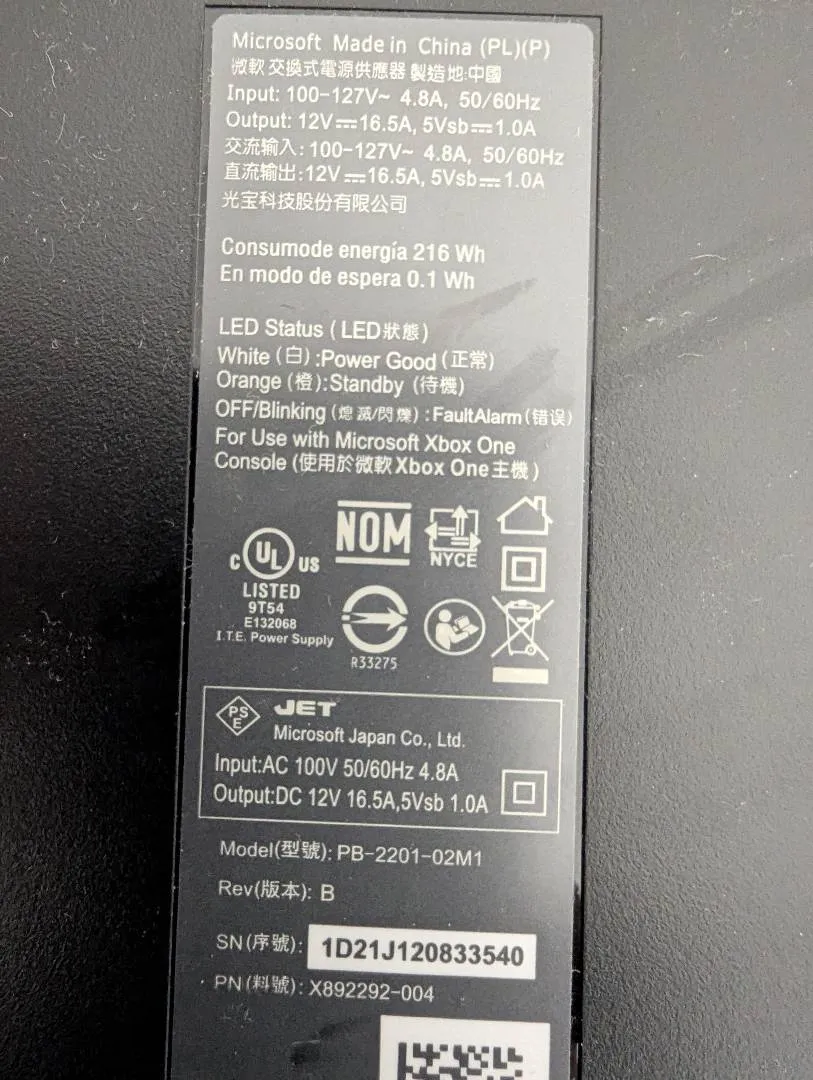 Microsoft Made in China (PL)(P)
微軟 交換式電源供應器 製造地:中國
Input: 100-127V~ 4.8A, 50/60Hz
Output: 12V⎓16.5A, 5Vsb⎓1.0A
交流輸入: 100-127V~ 4.8A, 50/60Hz
直流輸出: 12V⎓16.5A, 5Vsb⎓1.0A
光宝科技股份有限公司
Consumode energía 216 Wh
En modo de espera 0.1 Wh
LED Status (LED狀態)
White (白) :Power Good (正常)
Orange (橙):Standby (待機)
OFF/Blinking (熄滅/閃爍) : FaultAlarm (错误)
For Use with Microsoft Xbox One
Console (使用於微軟Xbox One主機)
C UL US
LISTED
9T54
E132068
I.T.E. Power Supply
NOM
NYCE
R33275
PS
E
JET
Microsoft Japan Co., Ltd.
Input:AC 100V 50/60Hz 4.8A
Output:DC 12V 16.5A,5Vsb 1.0A
Model(型號): PB-2201-02M1
Rev(版本): B
SN(序號): 1D21J120833540
PN(料號): X892292-004